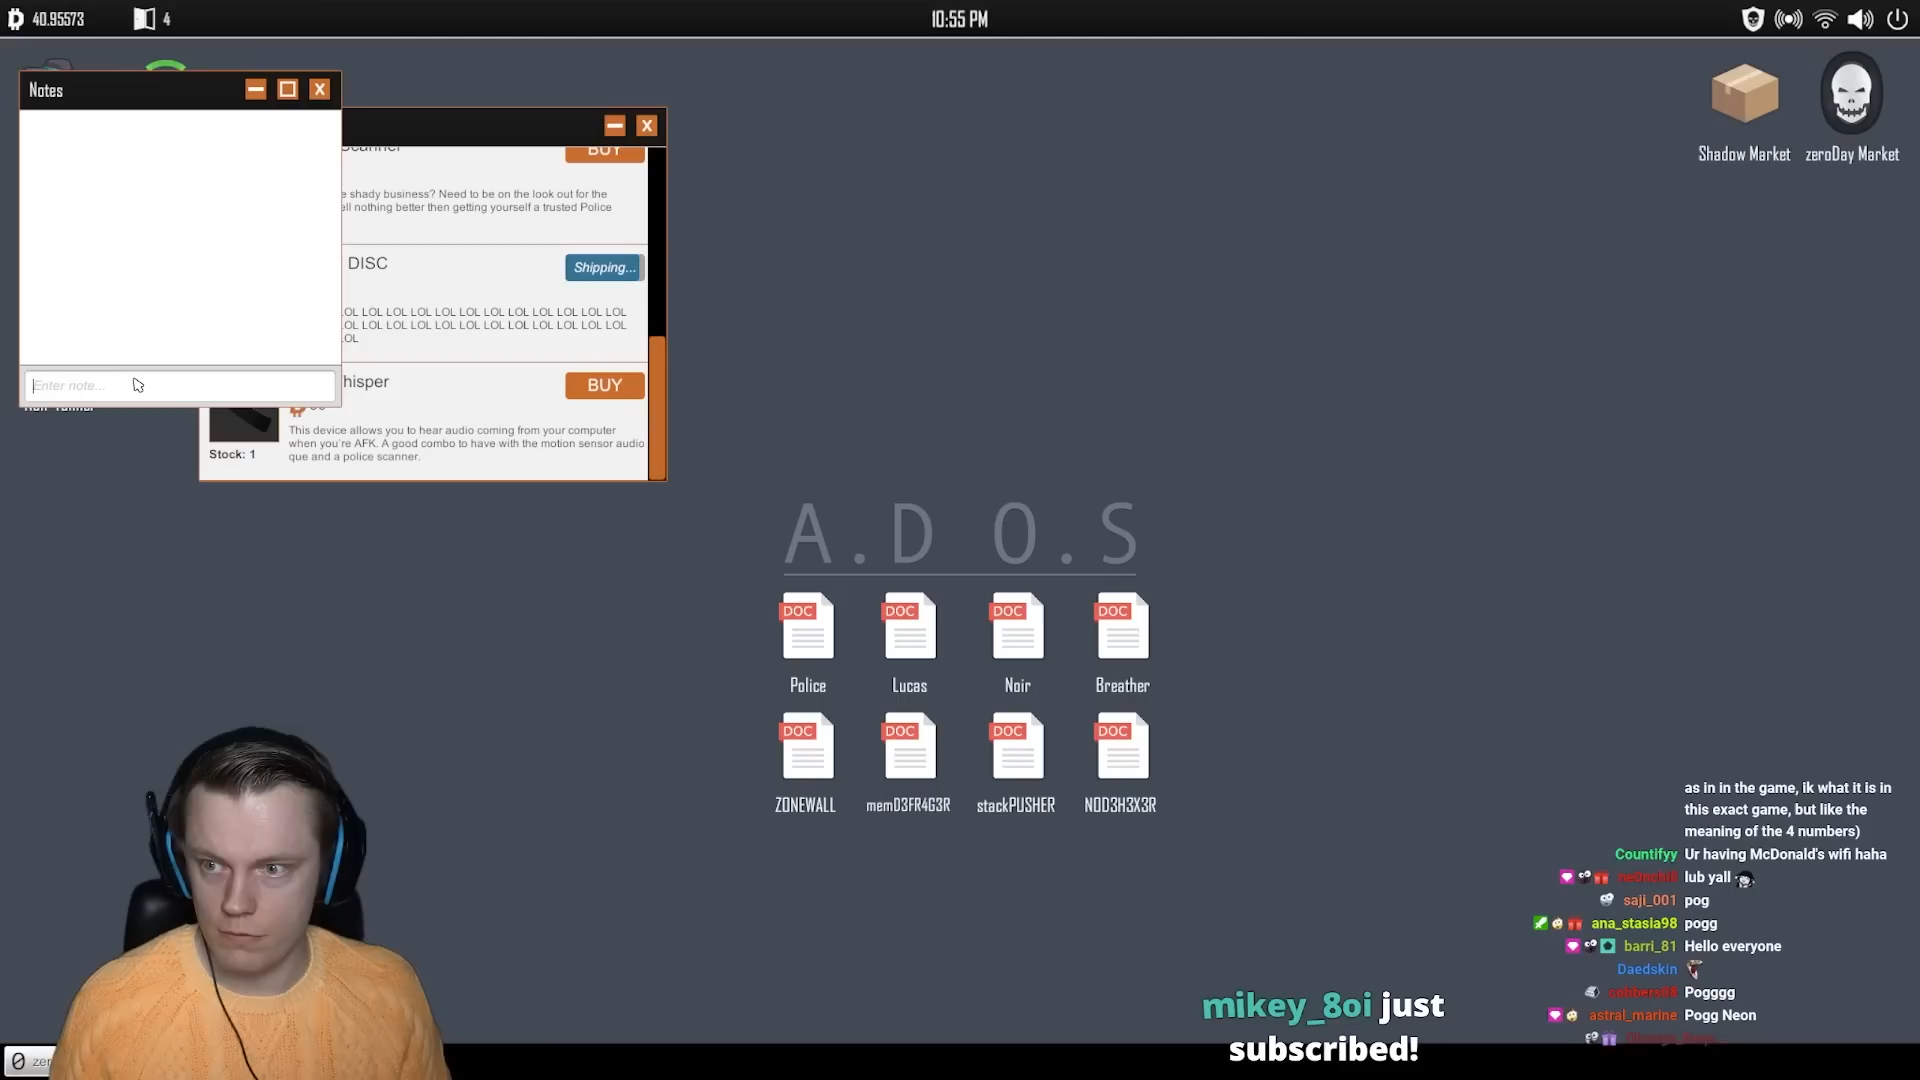 40.95573
4
10:55 PM
Notes
Shadow Market
zeroDay Market
BUY
e shady business? Need to be on the look out for the
ell nothing better then getting yourself a trusted Police
DISC
Shipping...
OL LOL LOL LOL LOL LOL LOL LOL LOL LOL LOL LOL
OL LOL LOL LOL LOL LOL LOL LOL LOL LOL LOL LOL
OL
Enter note...
hisper
BUY
This device allows you to hear audio coming from your computer
when you're AFK. A good combo to have with the motion sensor audio
que and a police scanner.
Stock: 1
A.D O.S
DOC
DOC
DOC
DOC
Police
Lucas
Noir
Breather
DOC
DOC
DOC
DOC
ZONEWALL
memD3FR4G3R
stackPUSHER
N0D3H3X3R
as in in the game, ik what it is in
this exact game, but like the
meaning of the 4 numbers)
Countifyy Ur having McDonald's wifi haha
lub yall
saji_001 pog
ana_stasia98 pogg
barri_81 Hello everyone
Daedskin
Pogggg
astral_marine Pogg Neon
mikey_8oi just
subscribed!
0 zer